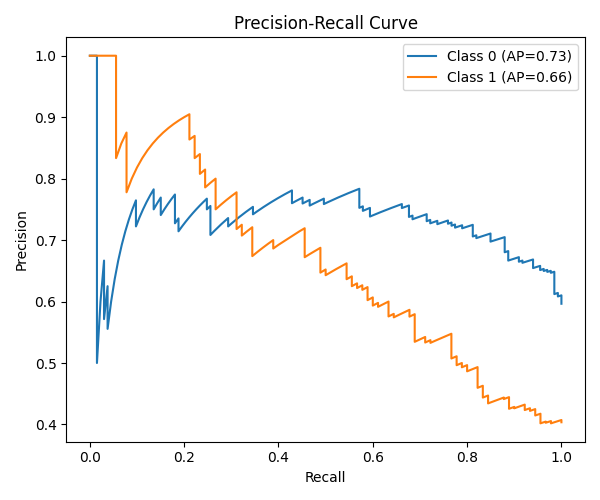 Precision-Recall Curve
Class 0 (AP=0.73)
Class 1 (AP=0.66)
1.0
0.9
0.8
0.7
0.6
0.5
0.4
Precision
0.0 0.2 0.4 0.6 0.8 1.0
Recall